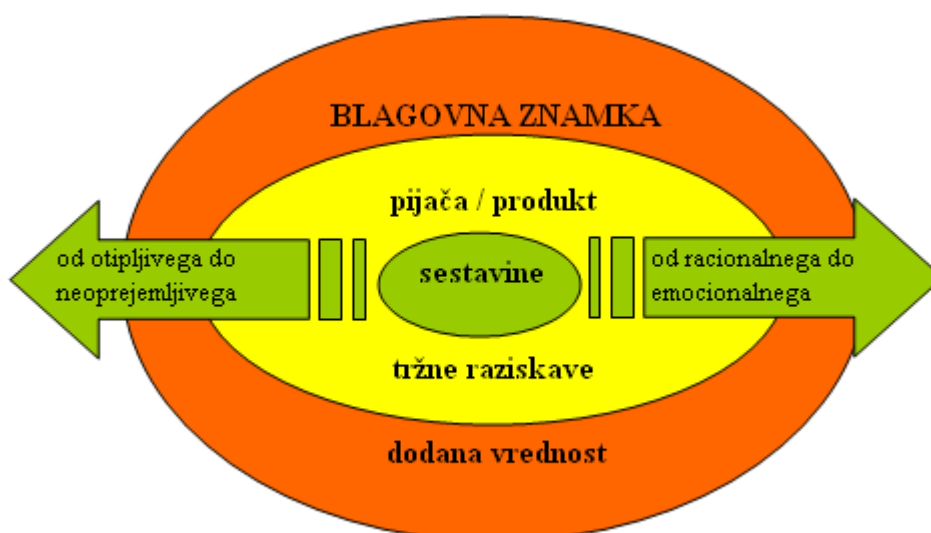 BLAGOVNA ZNAMKA
pijača / produkt
od otipljivega do
neoprejemljivega
sestavine
od racionalnega do
emocionalnega
tržne raziskave
dodana vrednost